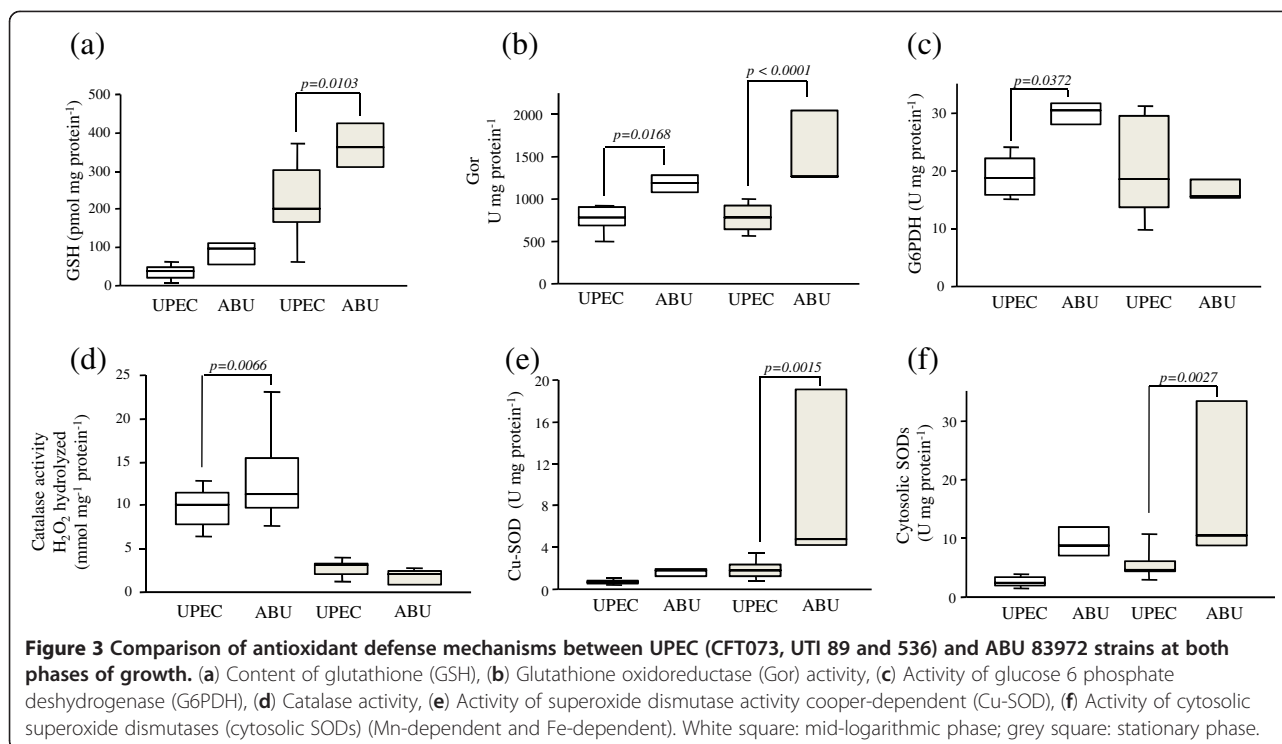 (a)
p=0.0103
500
400
300
200
100
0
GSH (pmol mg protein-1)
UPEC ABU UPEC ABU
(b)
p < 0.0001
p=0.0168
2000
1500
1000
500
0
Gor
U mg protein-1
UPEC ABU UPEC ABU
(c)
p=0.0372
30
20
10
0
G6PDH (U mg protein-1)
UPEC ABU UPEC ABU
(d)
p=0.0066
25
20
15
10
5
0
Catalase activity
H2O2 hydrolyzed
(mmol mg-1 protein)
UPEC ABU UPEC ABU
(e)
p=0.0015
20
16
12
8
4
0
Cu-SOD (U mg protein-1)
UPEC ABU UPEC ABU
(f)
p=0.0027
30
20
10
0
Cytosolic SODs
(U mg protein-1)
UPEC ABU UPEC ABU
Figure 3 Comparison of antioxidant defense mechanisms between UPEC (CFT073, UTI 89 and 536) and ABU 83972 strains at both
phases of growth. (a) Content of glutathione (GSH), (b) Glutathione oxidoreductase (Gor) activity, (c) Activity of glucose 6 phosphate
deshydrogenase (G6PDH), (d) Catalase activity, (e) Activity of superoxide dismutase activity cooper-dependent (Cu-SOD), (f) Activity of cytosolic
superoxide dismutases (cytosolic SODs) (Mn-dependent and Fe-dependent). White square: mid-logarithmic phase; grey square: stationary phase.